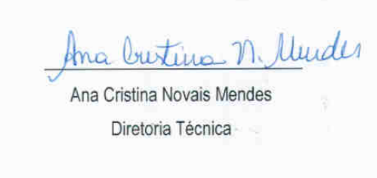 Ana Cristina N. Mendes
Ana Cristina Novais Mendes
Diretoria Técnica